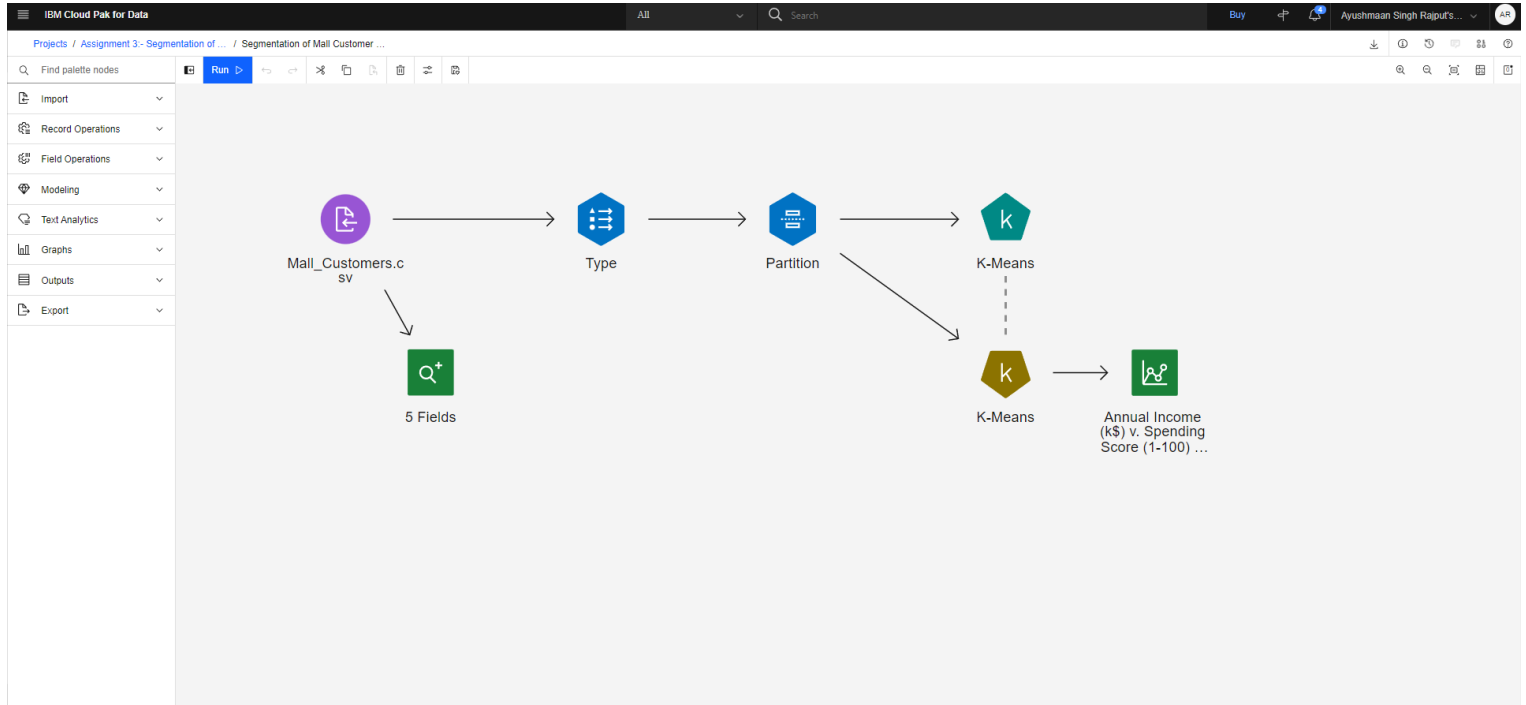 IBM Cloud Pak for Data
All
Search
Buy
4
Ayushmaan Singh Rajput's...
AR
Projects / Assignment 3:- Segmentation of ... / Segmentation of Mall Customer ...
Find palette nodes
Run
Import
Record Operations
Field Operations
Modeling
Text Analytics
Graphs
Outputs
Export
Mall_Customers.c
sv
Type
Partition
k
K-Means
5 Fields
k
K-Means
Annual Income
(k$) v. Spending
Score (1-100) ...